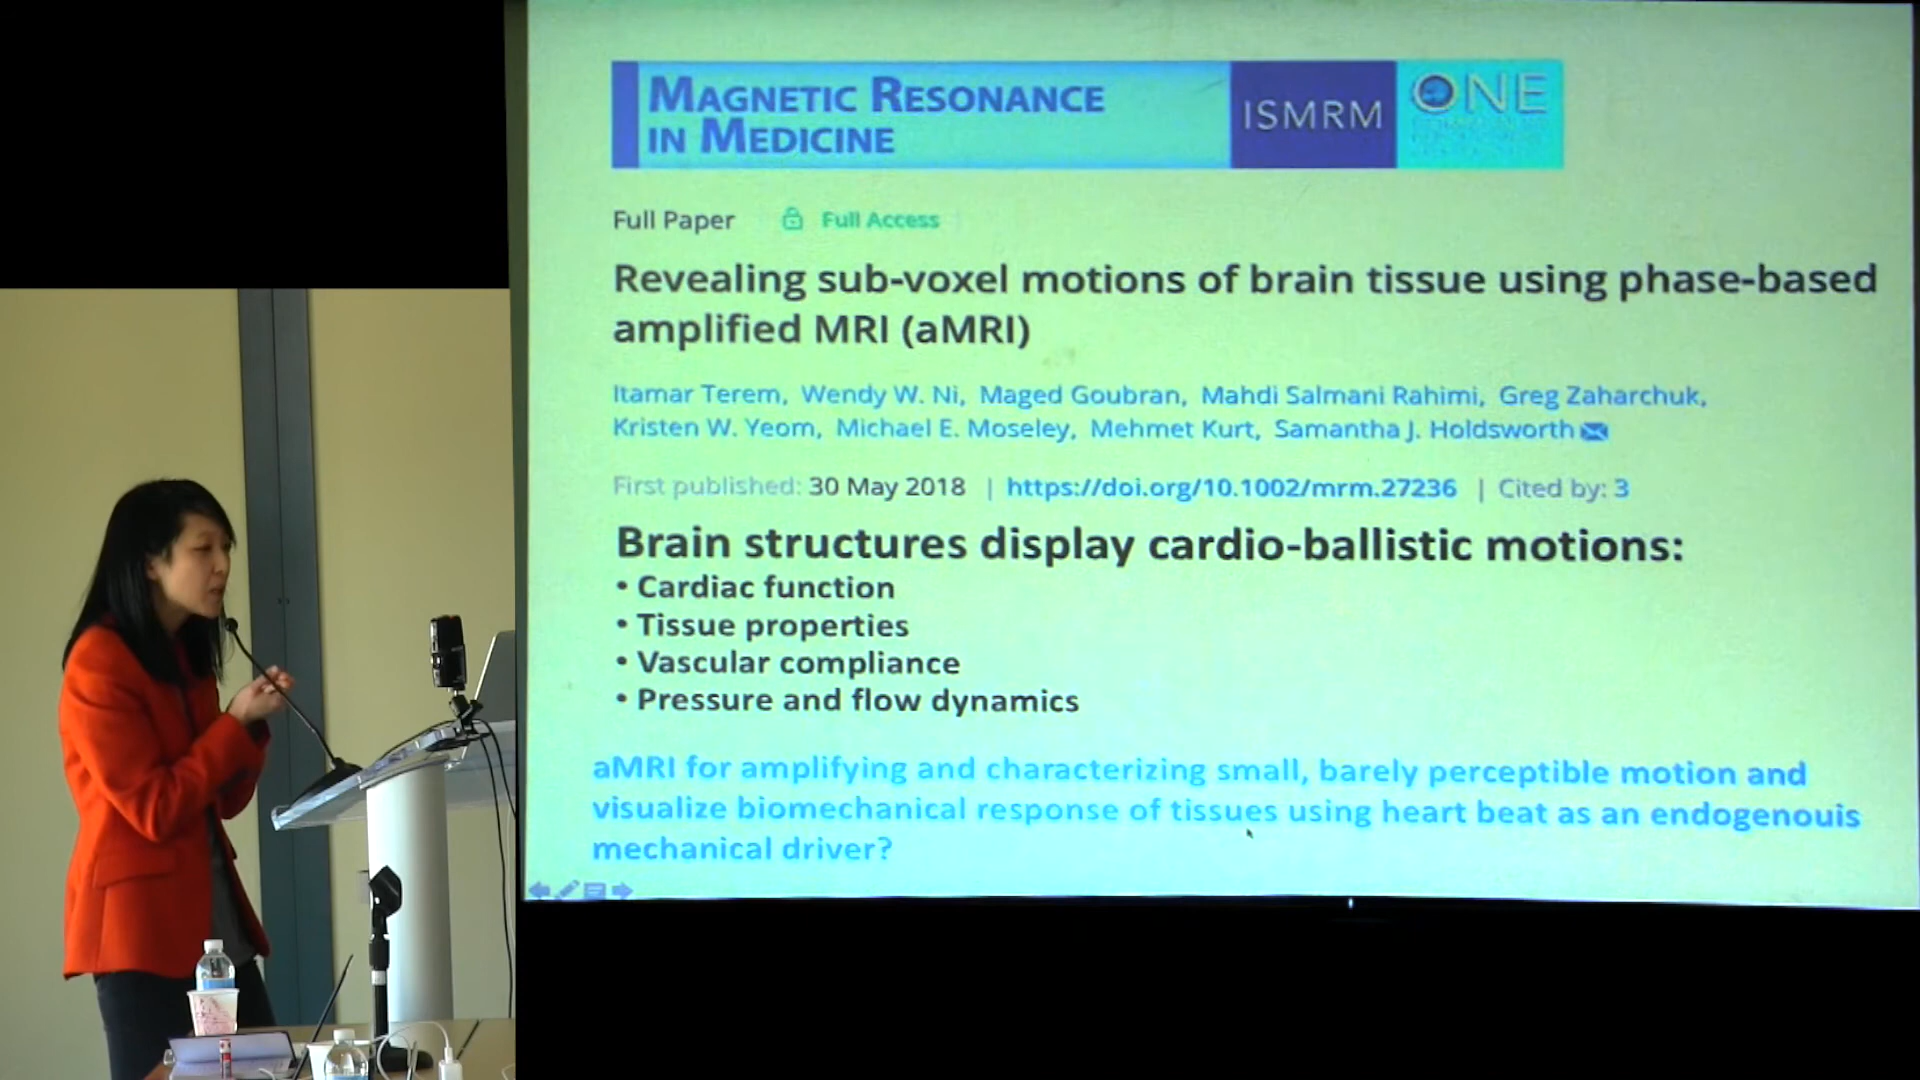 MAGNETIC RESONANCE
IN MEDICINE
ISMRM
ONE
Full Paper Full Access
Revealing sub-voxel motions of brain tissue using phase-based
amplified MRI (aMRI)
Itamar Terem, Wendy W. Ni, Maged Goubran, Mahdi Salmani Rahimi, Greg Zaharchuk,
Kristen W. Yeom, Michael E. Moseley, Mehmet Kurt, Samantha J. Holdsworth
First published: 30 May 2018 | https://doi.org/10.1002/mrm.27236 | Cited by: 3
Brain structures display cardio-ballistic motions:
• Cardiac function
• Tissue properties
• Vascular compliance
• Pressure and flow dynamics
aMRI for amplifying and characterizing small, barely perceptible motion and
visualize biomechanical response of tissues using heart beat as an endogenouis
mechanical driver?